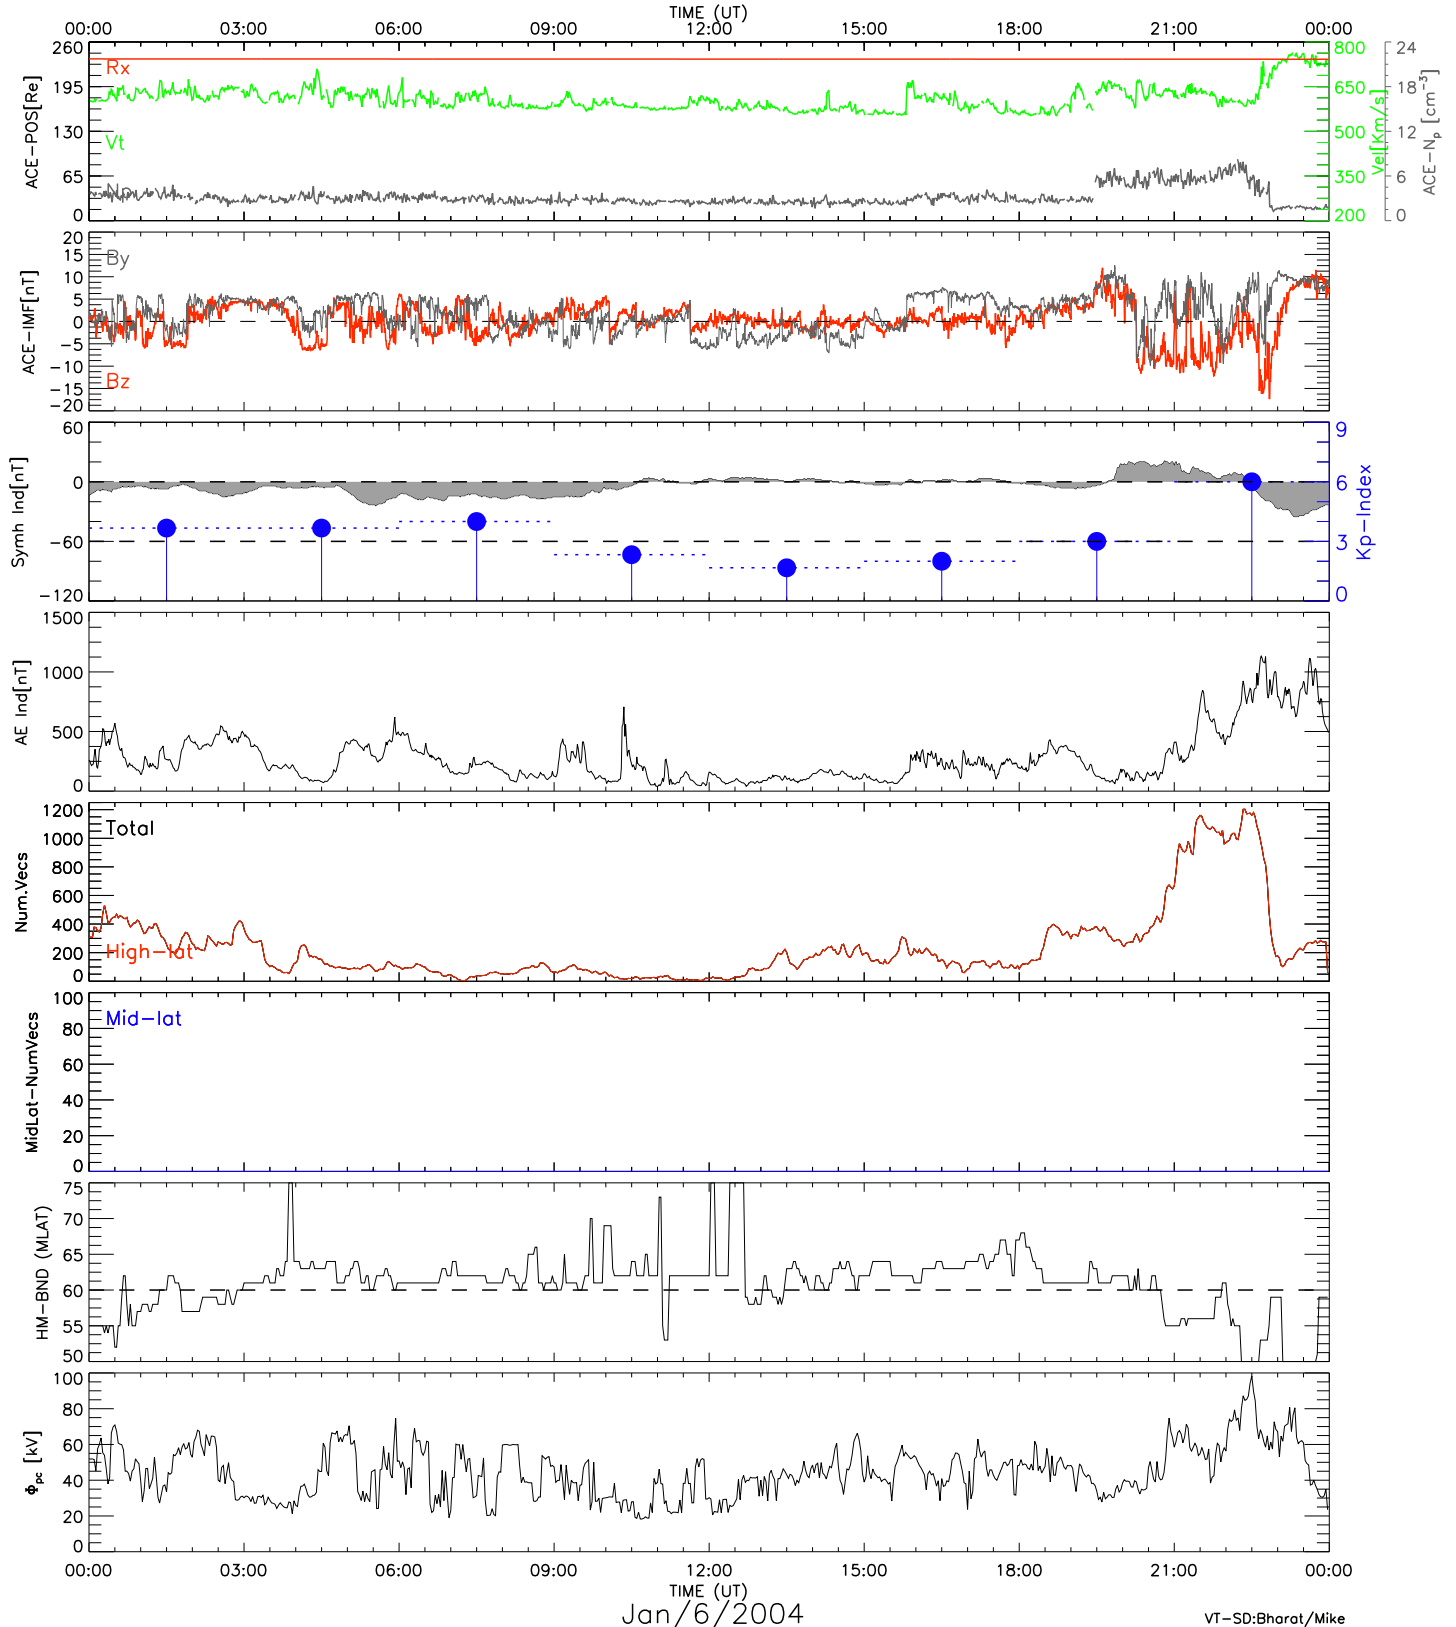 TIME (UT)
00:00 03:00 06:00 09:00 12:00 15:00 18:00 21:00 00:00
260 195 130 65 0
ACE-POS[Re]
Rx
Vt
Np
800 650 500 350 200
Vel[Km/s]
24 18 12 6 0
ACE-Np [cm-3]
20 15 10 5 0 -5 -10 -15 -20
ACE-IMF[nT]
By
Bz
60 0 -60 -120
Symh Ind[nT]
9 6 3 0
Kp-Index
1500 1000 500 0
AE Ind[nT]
1200 1000 800 600 400 200 0
Num.Vecs
Total
High-lat
100 80 60 40 20 0
MidLat-NumVecs
Mid-lat
75 70 65 60 55 50
HM-BND (MLAT)
100 80 60 40 20 0
Φpc [kV]
00:00 03:00 06:00 09:00 12:00 15:00 18:00 21:00 00:00
TIME (UT)
Jan/6/2004
VT-SD:Bharat/Mike